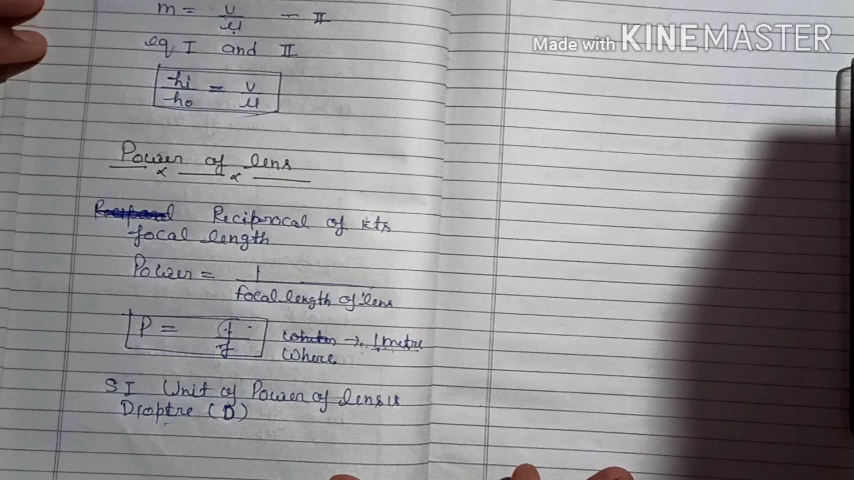 m = v/u — II
Made with KINEMASTER
eq I and II
hi/ho = v/u
Power of lens
Reciprocal of its
focal length
Power = 1/focal length of lens
P = 1/f → 1 metre
Where
SI Unit of Power of lens is
Dioptre (D)